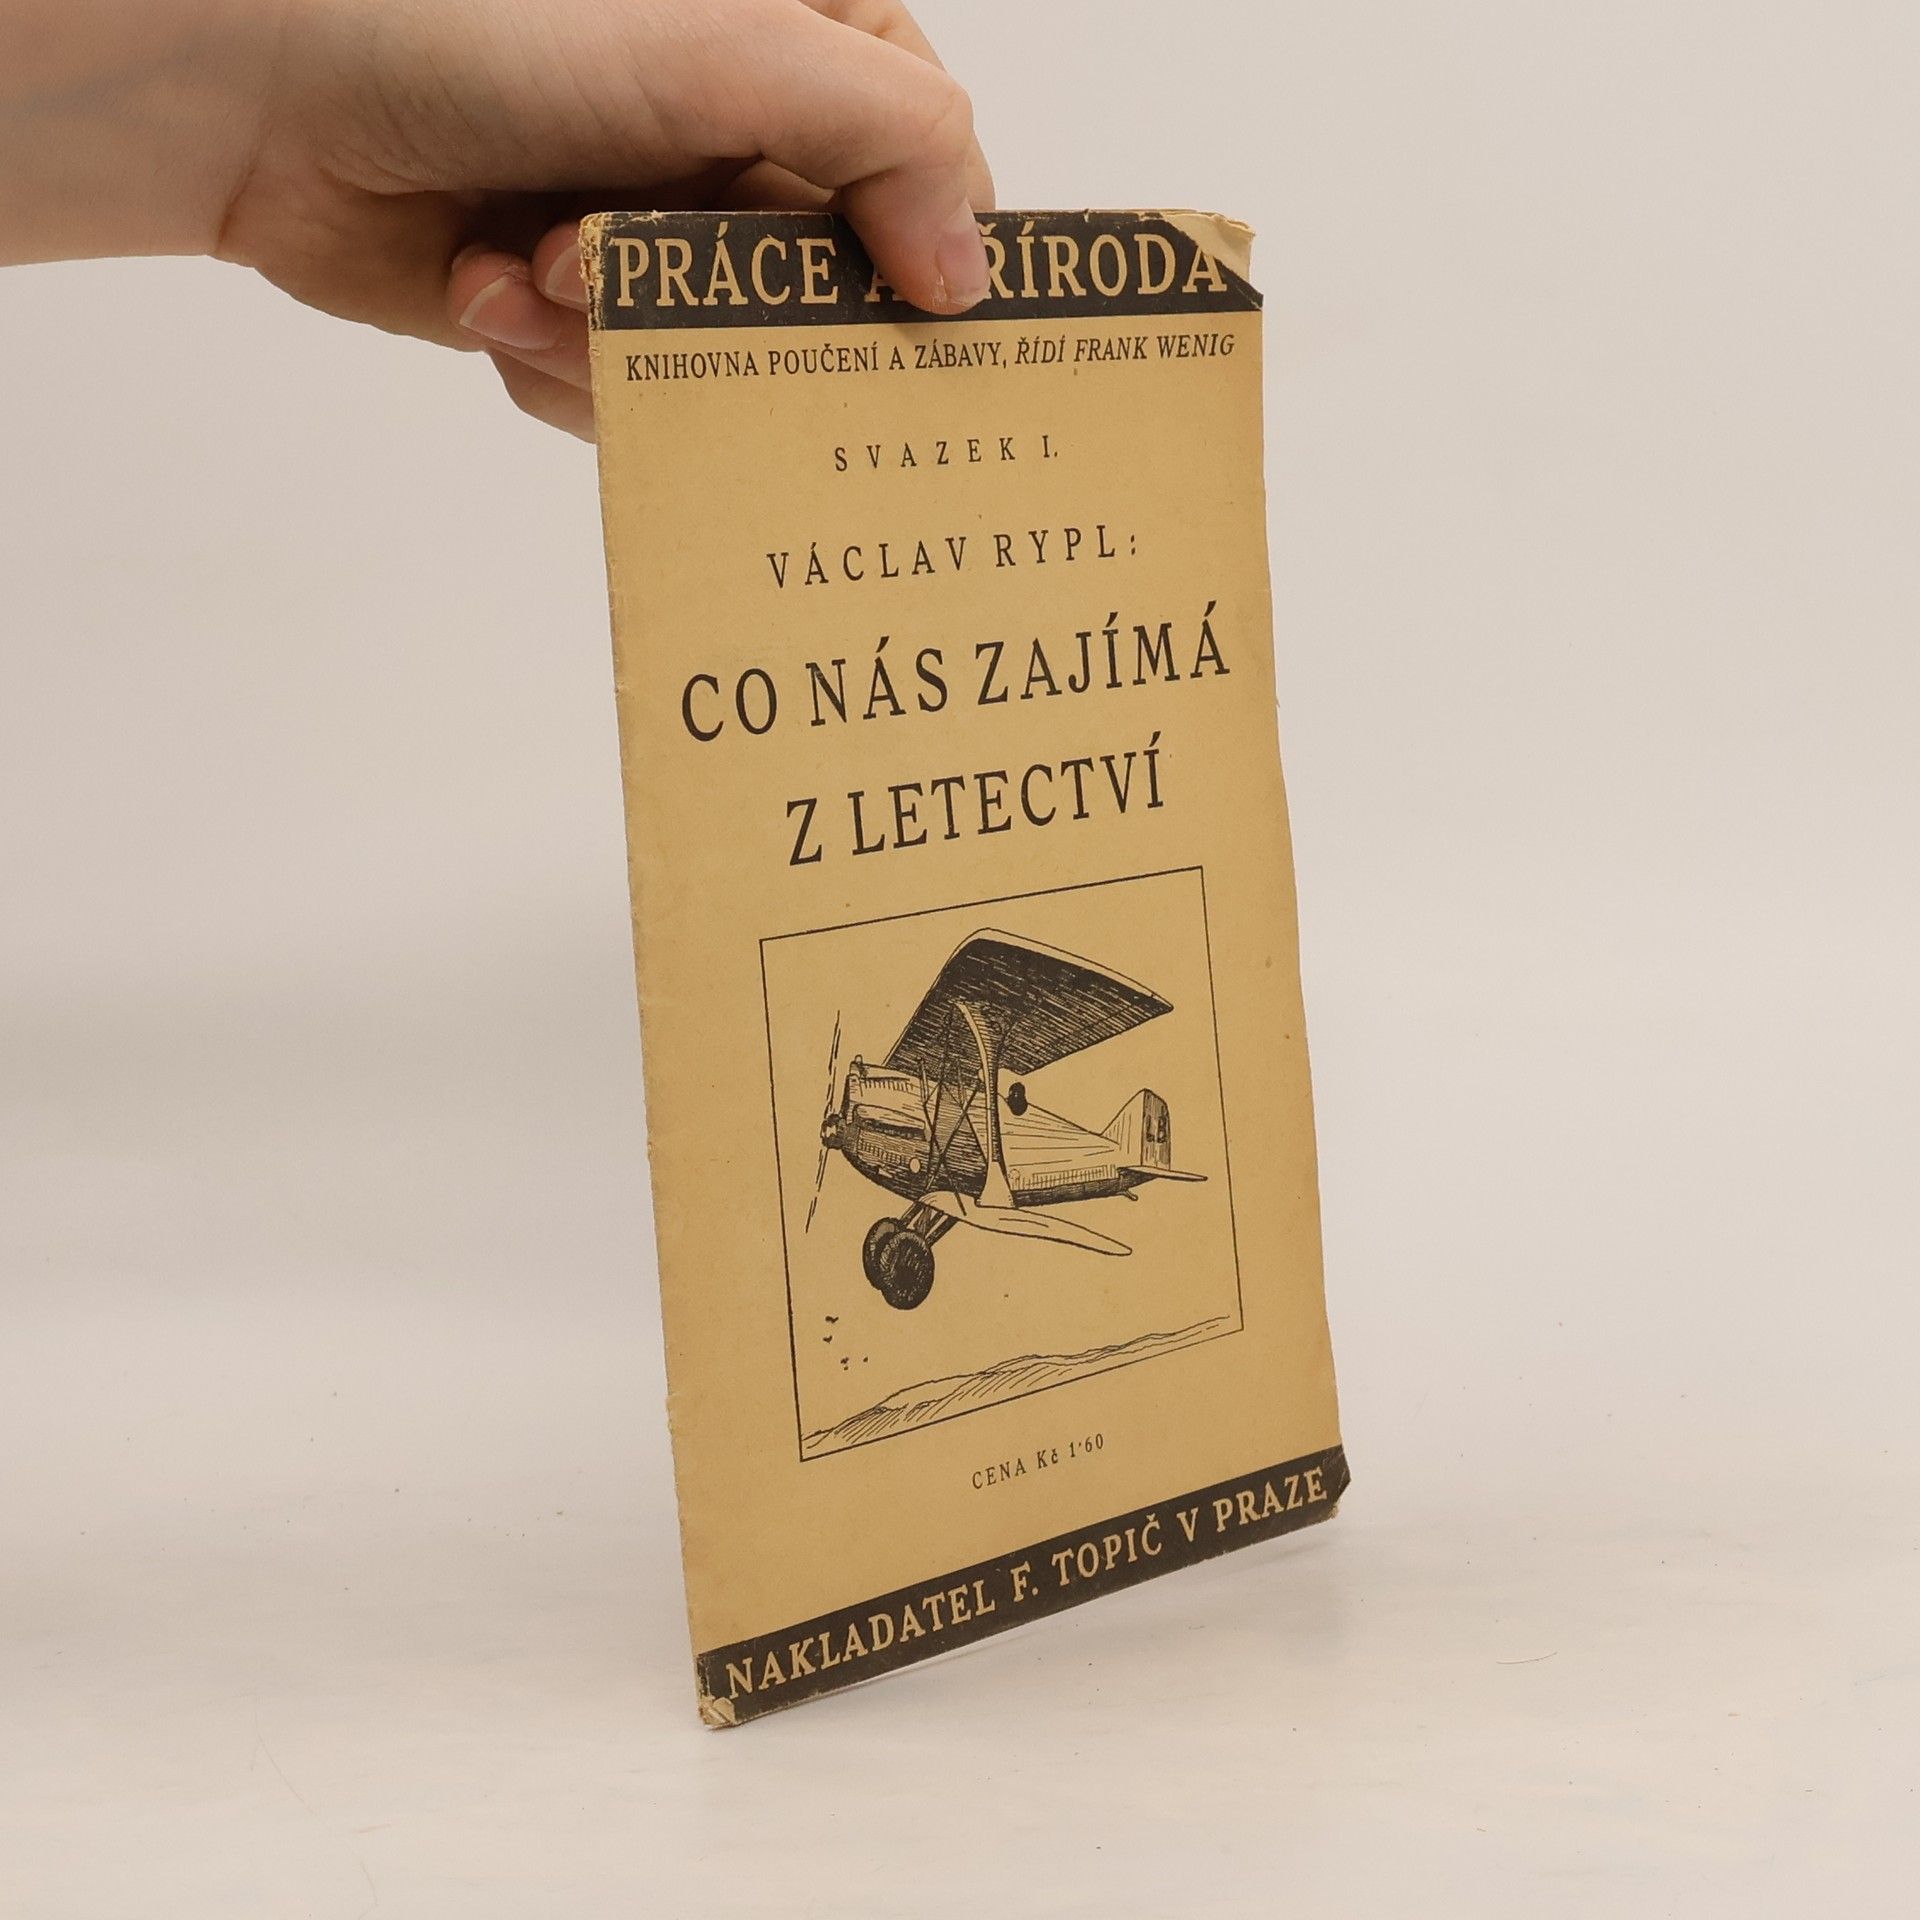 PRÁCE A PŘÍRODA
KNIHOVNA POUČENÍ A ZÁBAVY, ŘÍDÍ FRANK WENIG
SVAZEK I.
VÁCLAV RYPL:
CO NÁS ZAJÍMÁ
Z LETECTVÍ
CENA Kč 1·60
NAKLADATEL F. TOPIČ V PRAZE